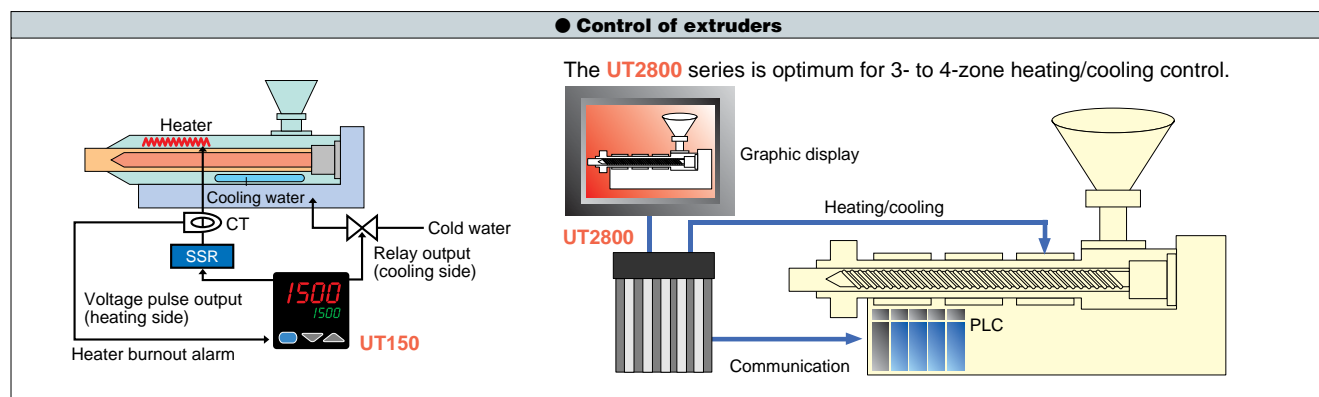 ● Control of extruders
Heater
Cooling water
CT
Cold water
SSR
Relay output
(cooling side)
1500
1500
Voltage pulse output
(heating side)
UT150
Heater burnout alarm
The UT2800 series is optimum for 3- to 4-zone heating/cooling control.
Graphic display
Heating/cooling
UT2800
PLC
Communication